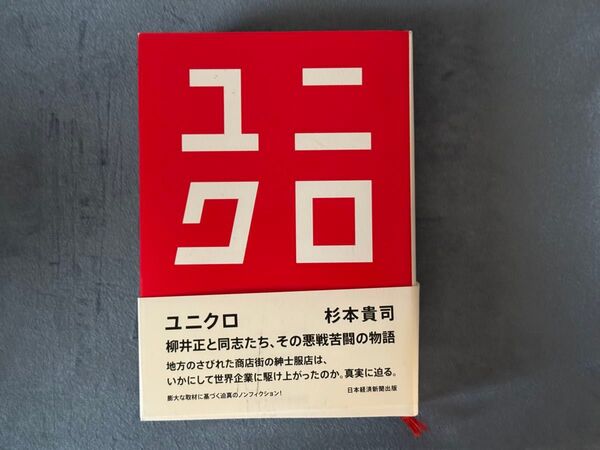 ユニ
クロ
ユニクロ 杉本貴司
柳井正と同志たち、その悪戦苦闘の物語
地方のさびれた商店街の紳士服店は、
いかにして世界企業に駆け上がったのか。真実に迫る。
膨大な取材に基づく迫真のノンフィクション! 日本経済新聞出版